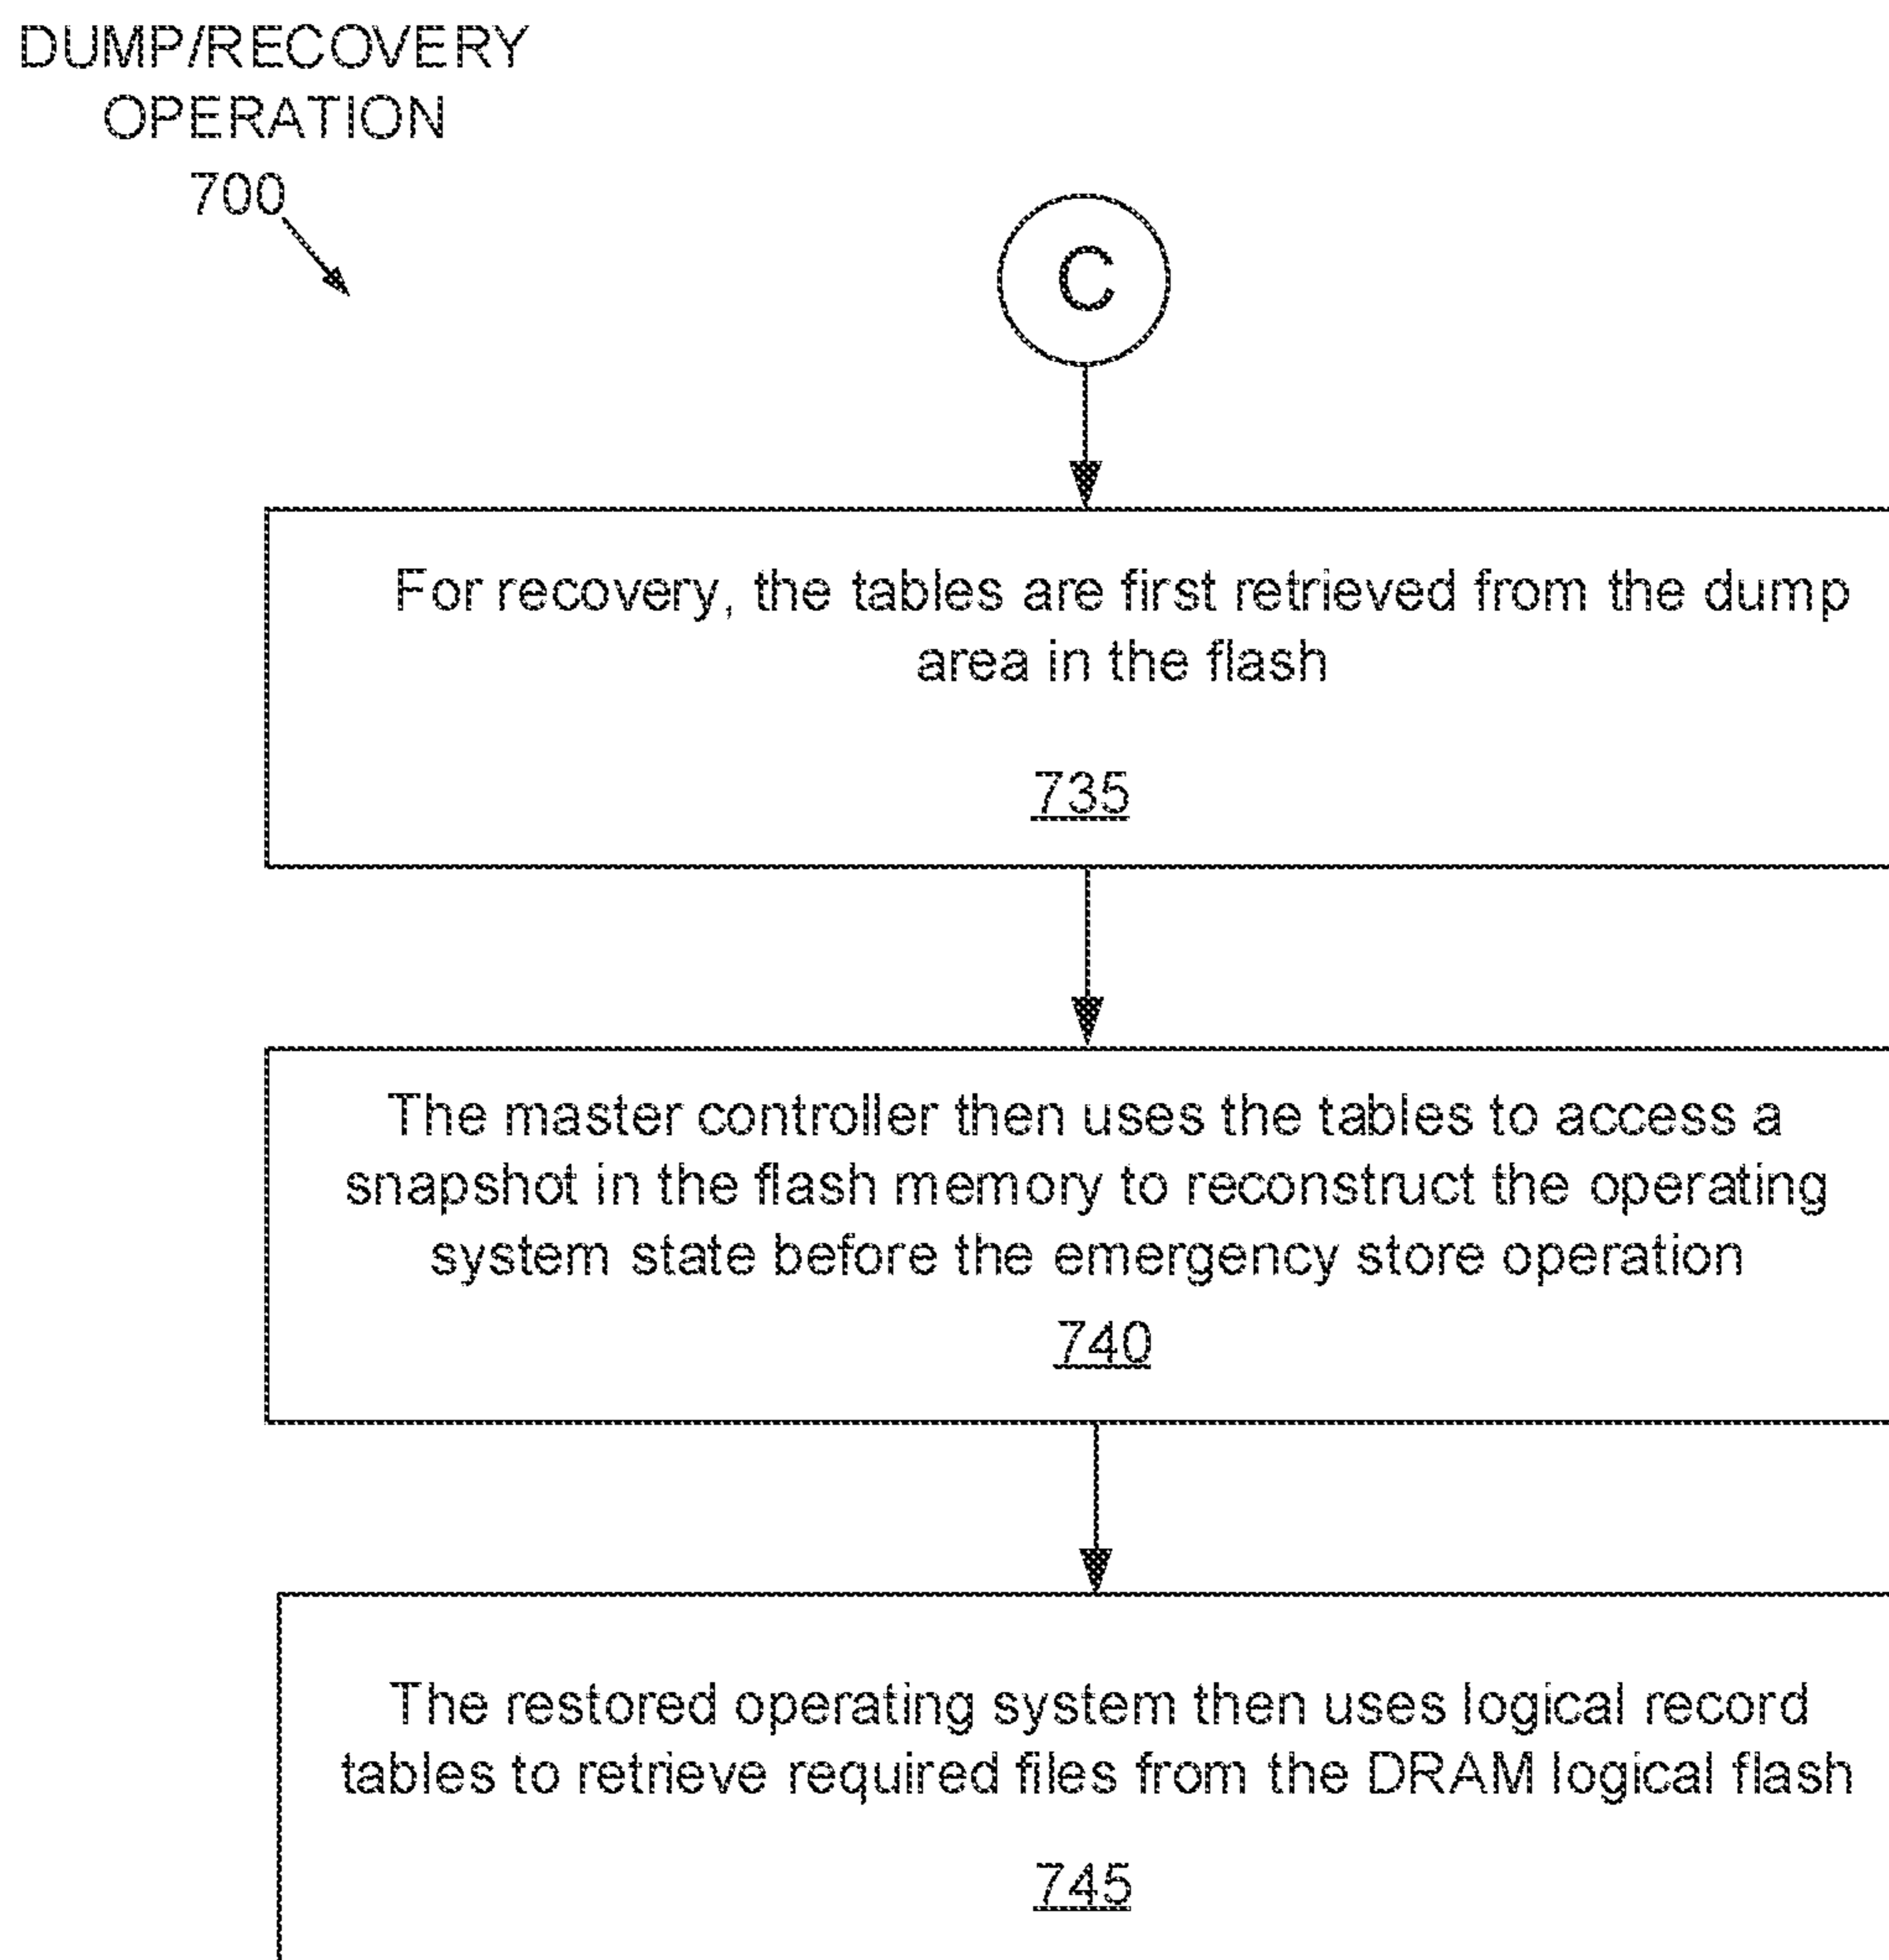 DUMP/RECOVERY
OPERATION
700
C
For recovery, the tables are first retrieved from the dump
area in the flash
735
The master controller then uses the tables to access a
snapshot in the flash memory to reconstruct the operating
system state before the emergency store operation
740
The restored operating system then uses logical record
tables to retrieve required files from the DRAM logical flash
745